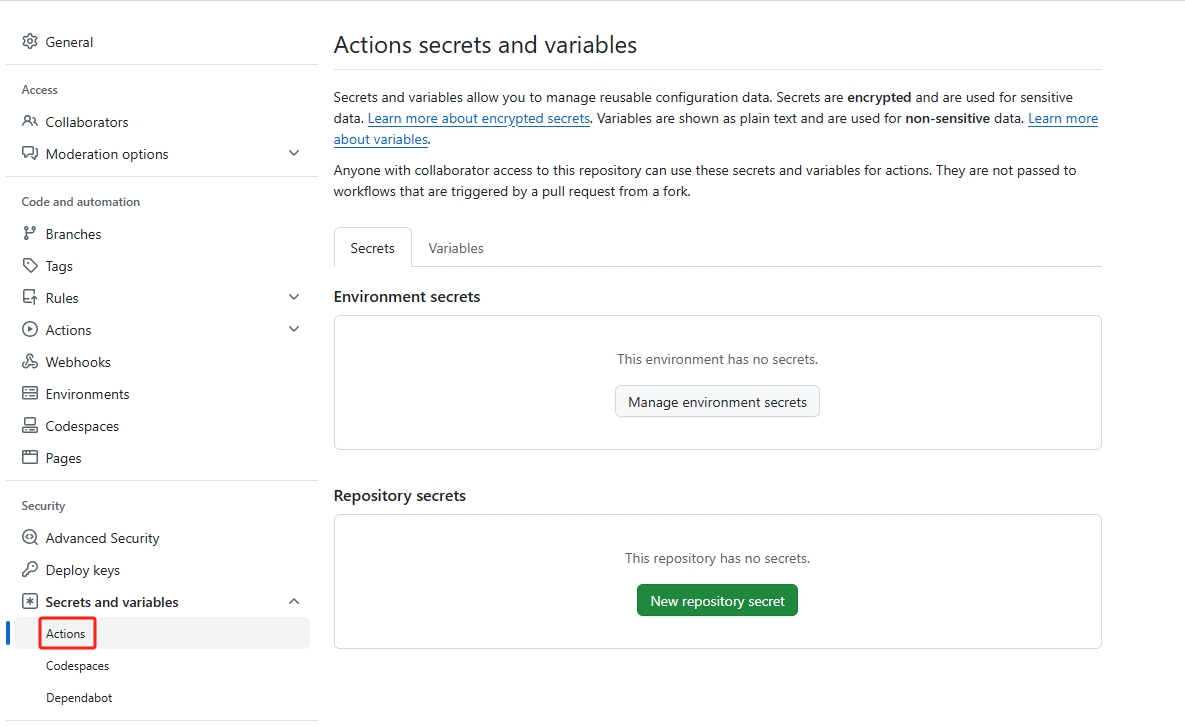 General
Access
Collaborators
Moderation options
Code and automation
Branches
Tags
Rules
Actions
Webhooks
Environments
Codespaces
Pages
Security
Advanced Security
Deploy keys
Secrets and variables
Actions
Codespaces
Dependabot
Actions secrets and variables
Secrets and variables allow you to manage reusable configuration data. Secrets are encrypted and are used for sensitive
data. Learn more about encrypted secrets. Variables are shown as plain text and are used for non-sensitive data. Learn more
about variables.
Anyone with collaborator access to this repository can use these secrets and variables for actions. They are not passed to
workflows that are triggered by a pull request from a fork.
Secrets
Variables
Environment secrets
This environment has no secrets.
Manage environment secrets
Repository secrets
This repository has no secrets.
New repository secret